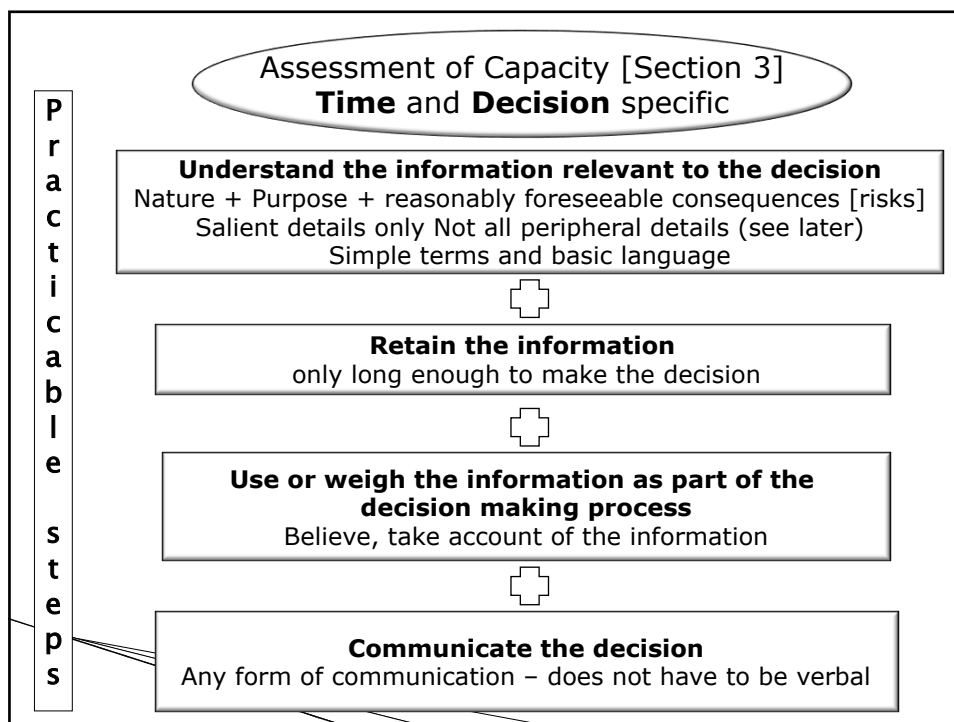 Assessment of Capacity [Section 3]
Time and Decision specific
Practicable steps
Understand the information relevant to the decision
Nature + Purpose + reasonably foreseeable consequences [risks]
Salient details only Not all peripheral details (see later)
Simple terms and basic language
Retain the information
only long enough to make the decision
Use or weigh the information as part of the
decision making process
Believe, take account of the information
Communicate the decision
Any form of communication – does not have to be verbal